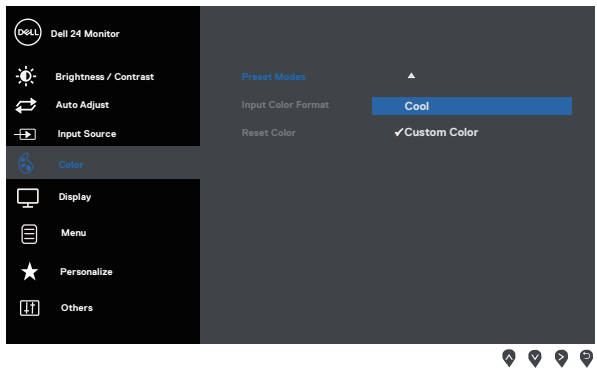 DELL
Dell 24 Monitor
Brightness / Contrast
Auto Adjust
Input Source
Color
Display
Menu
Personalize
Others
Preset Modes
Input Color Format
Cool
Reset Color
Custom Color